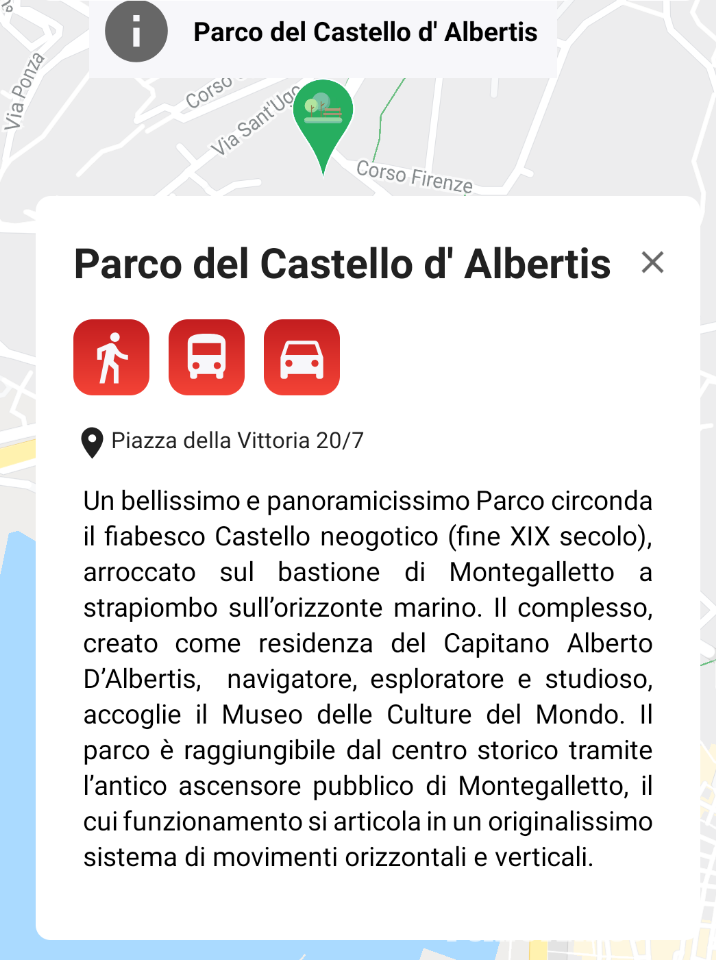 Parco del Castello d' Albertis
Via Ponza
Corso
Via Sant'Ugo
Corso Firenze
Parco del Castello d' Albertis
Piazza della Vittoria 20/7
Un bellissimo e panoramicissimo Parco circonda
il fiabesco Castello neogotico (fine XIX secolo),
arroccato sul bastione di Montegalletto a
strapiombo sull’orizzonte marino. Il complesso,
creato come residenza del Capitano Alberto
D’Albertis, navigatore, esploratore e studioso,
accoglie il Museo delle Culture del Mondo. Il
parco è raggiungibile dal centro storico tramite
l’antico ascensore pubblico di Montegalletto, il
cui funzionamento si articola in un originalissimo
sistema di movimenti orizzontali e verticali.